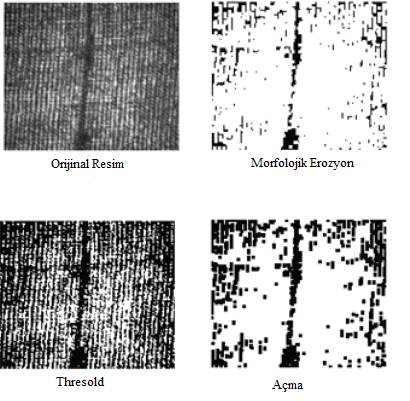 Orijinal Resim
Morfolojik Erozyon
Thresold
Açma